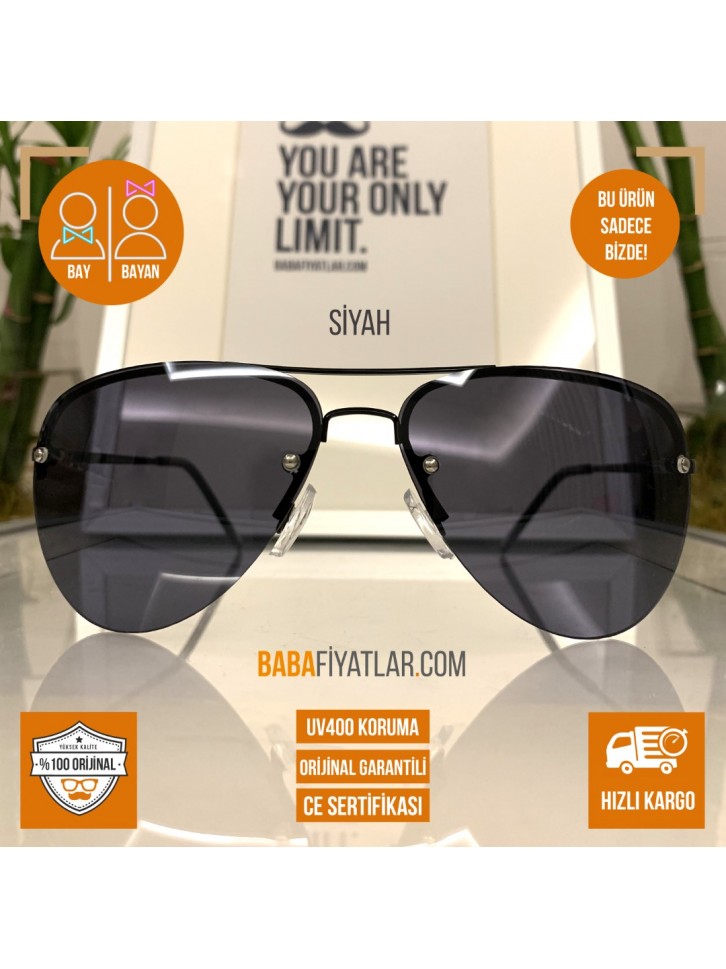 YOU ARE
YOUR ONLY
LIMIT.
BABAFIYATLAR.COM
BAY
BAYAN
BU ÜRÜN
SADECE
BİZDE!
SİYAH
BABAFİYATLAR.COM
YÜKSEK KALİTE
%100 ORİJİNAL
UV400 KORUMA
ORİJİNAL GARANTİLİ
CE SERTİFİKASI
HIZLI KARGO